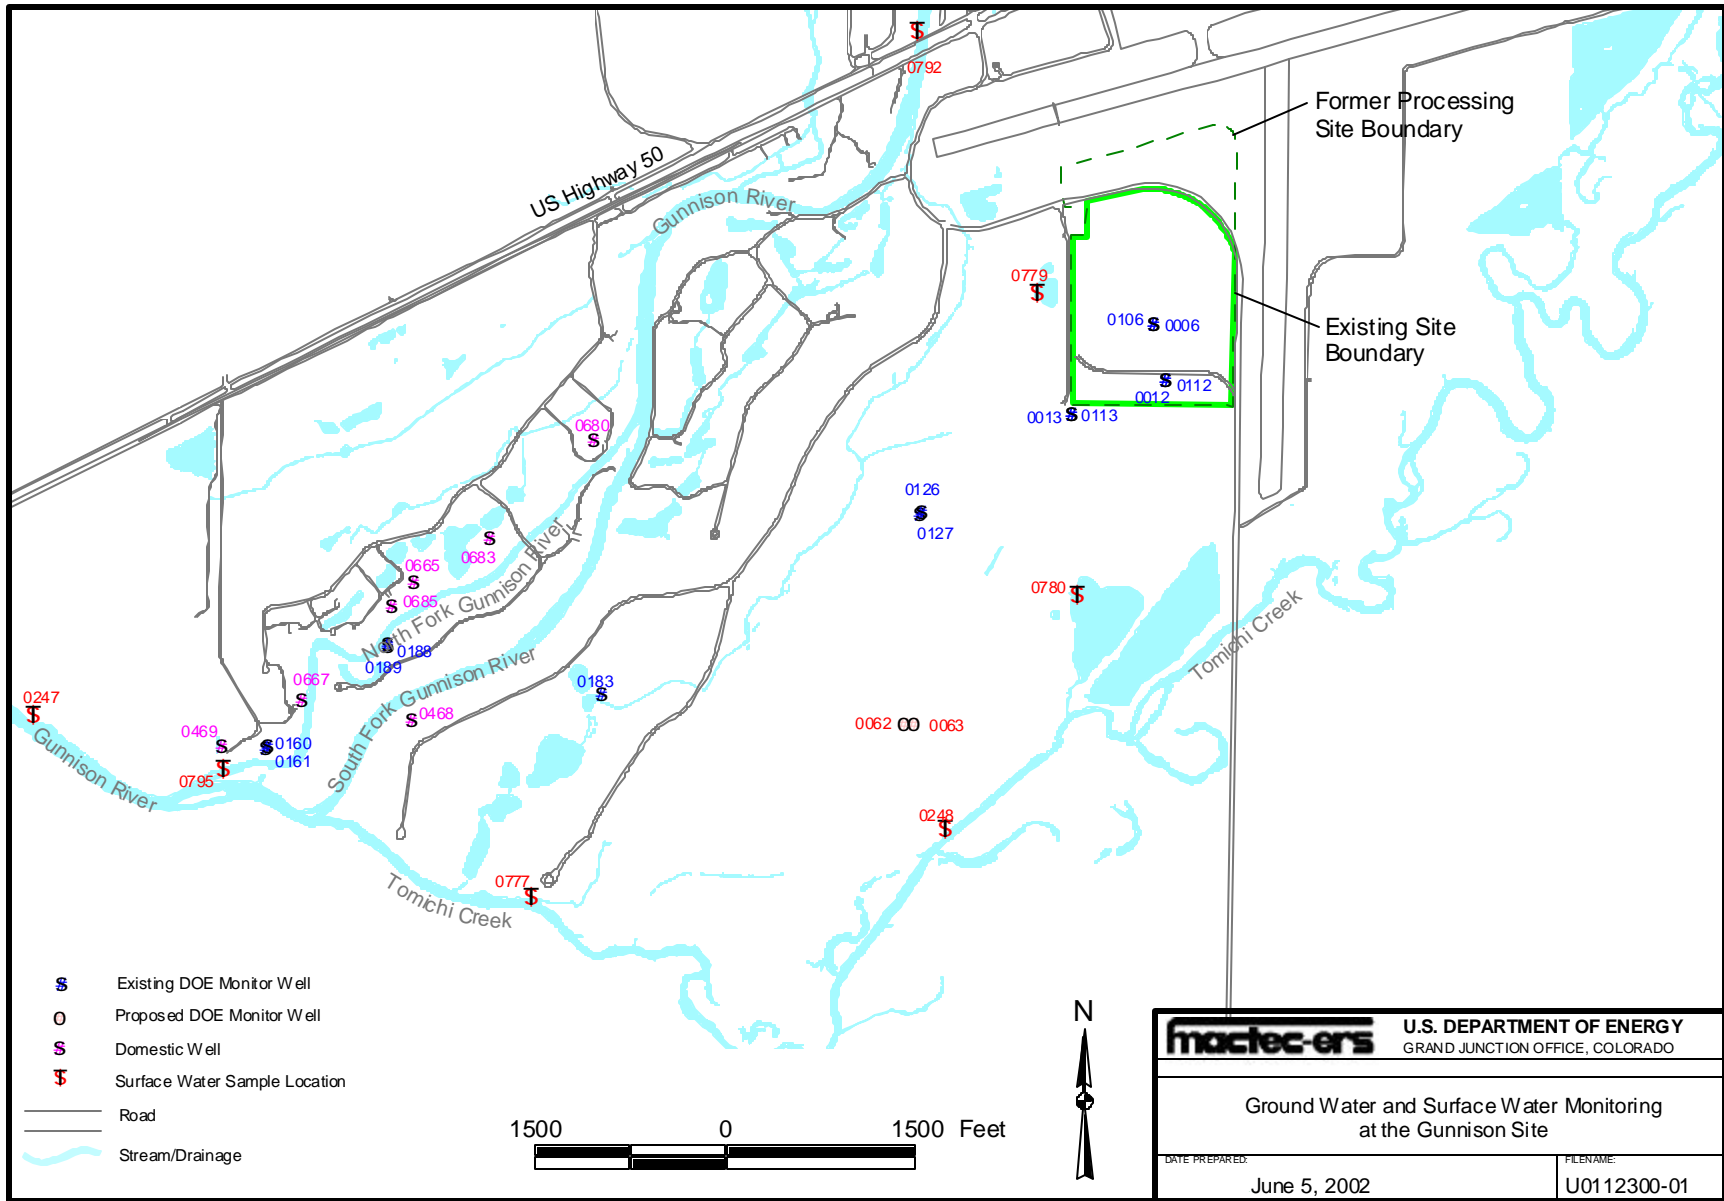 0792
Former Processing
Site Boundary
US Highway 50
Gunnison River
0779
0106
0006
Existing Site
Boundary
0112
0012
0013
0113
0680
0126
0127
0683
0665
0685
North Fork Gunnison River
0188
0189
0780
Tomichi Creek
0667
0183
South Fork Gunnison River
0247
0469
0468
0160
0161
0062
0063
0795
Gunnison River
0248
0777
Tomichi Creek
Existing DOE Monitor Well
Proposed DOE Monitor Well
Domestic Well
Surface Water Sample Location
Road
Stream/Drainage
1500 0 1500 Feet
N
mactec-ers
U.S. DEPARTMENT OF ENERGY
GRAND JUNCTION OFFICE, COLORADO
Ground Water and Surface Water Monitoring
at the Gunnison Site
DATE PREPARED:
June 5, 2002
FILENAME:
U0112300-01